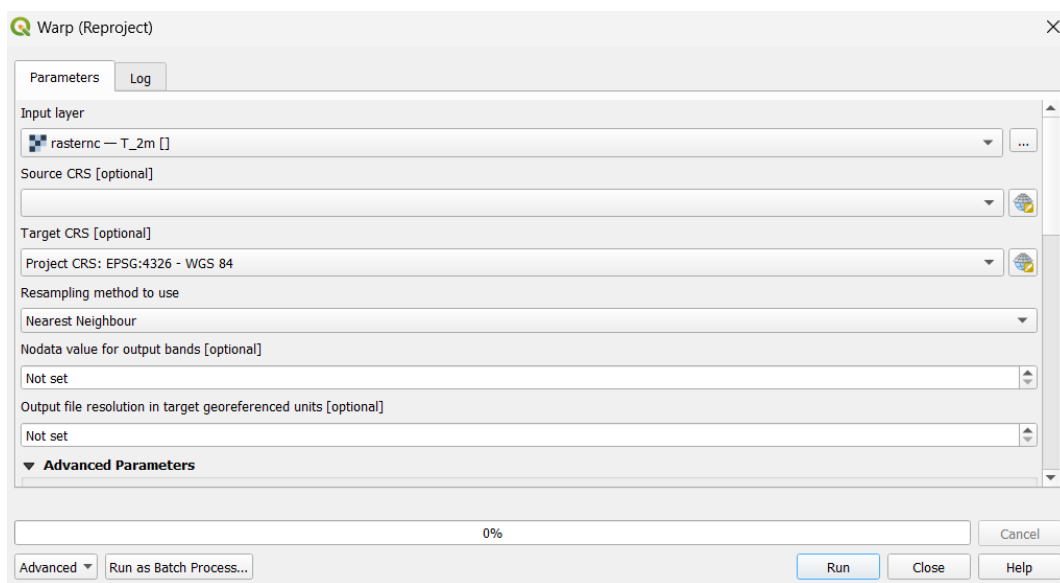 Warp (Reproject)
Parameters Log
Input layer
rasternc — T_2m []
...
Source CRS [optional]
Target CRS [optional]
Project CRS: EPSG:4326 - WGS 84
Resampling method to use
Nearest Neighbour
Nodata value for output bands [optional]
Not set
Output file resolution in target georeferenced units [optional]
Not set
Advanced Parameters
0%
Cancel
Advanced Run as Batch Process... Run Close Help